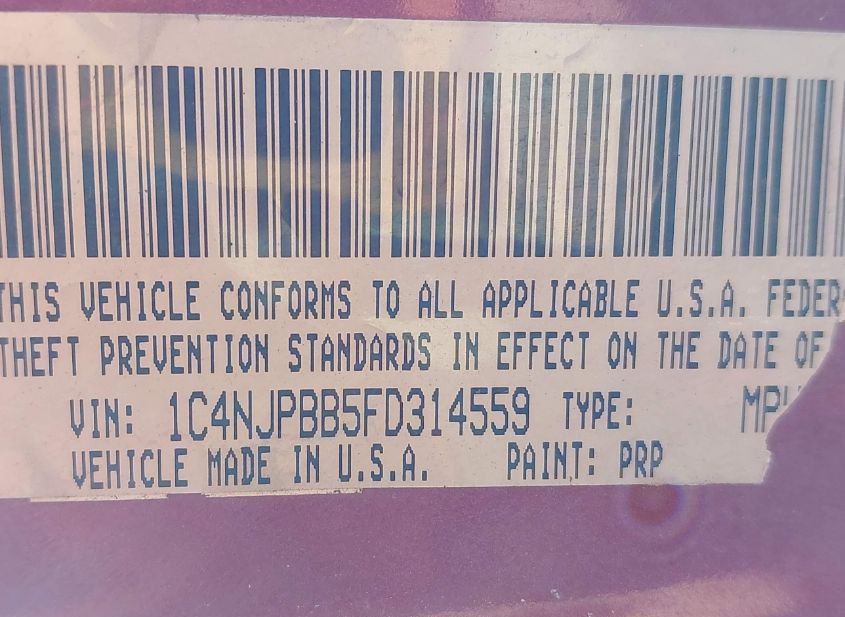 THIS VEHICLE CONFORMS TO ALL APPLICABLE U.S.A. FEDER
THEFT PREVENTION STANDARDS IN EFFECT ON THE DATE OF
VIN: 1C4NJPBB5FD314559 TYPE: MP
VEHICLE MADE IN U.S.A. PAINT: PRP